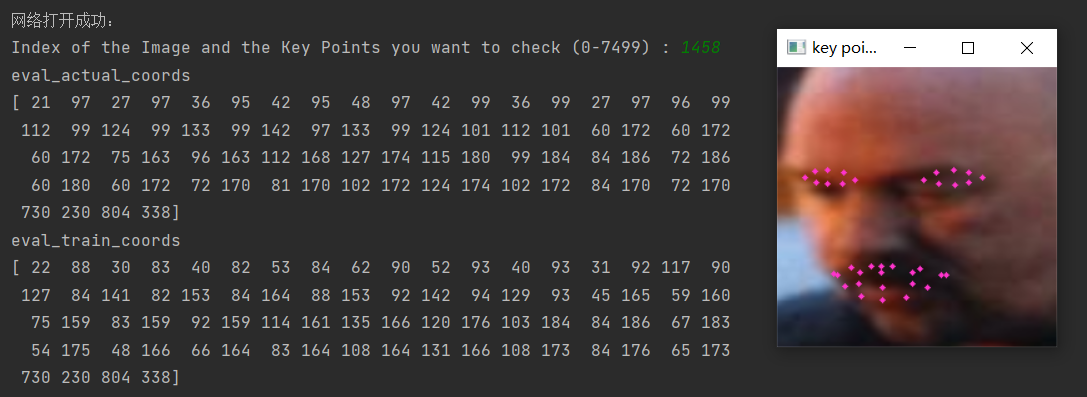 网络打开成功：
Index of the Image and the Key Points you want to check (0-7499) : 1458
eval_actual_coords
[ 21  97  27  97  36  95  42  95  48  97  42  99  36  99  27  97  96  99
 112  99 124  99 133  99 142  97 133  99 124 101 112 101  60 172  60 172
  60 172  75 163  96 163 112 168 127 174 115 180  99 184  84 186  72 186
  60 180  60 172  72 170  81 170 102 172 124 174 102 172  84 170  72 170
 730 230 804 338]
eval_train_coords
[ 22  88  30  83  40  82  53  84  62  90  52  93  40  93  31  92 117  90
 127  84 141  82 153  84 164  88 153  92 142  94 129  93  45 165  59 160
  75 159  83 159  92 159 114 161 135 166 120 176 103 184  84 186  67 183
  54 175  48 166  66 164  83 164 108 164 131 166 108 173  84 176  65 173
 730 230 804 338]
key poi...